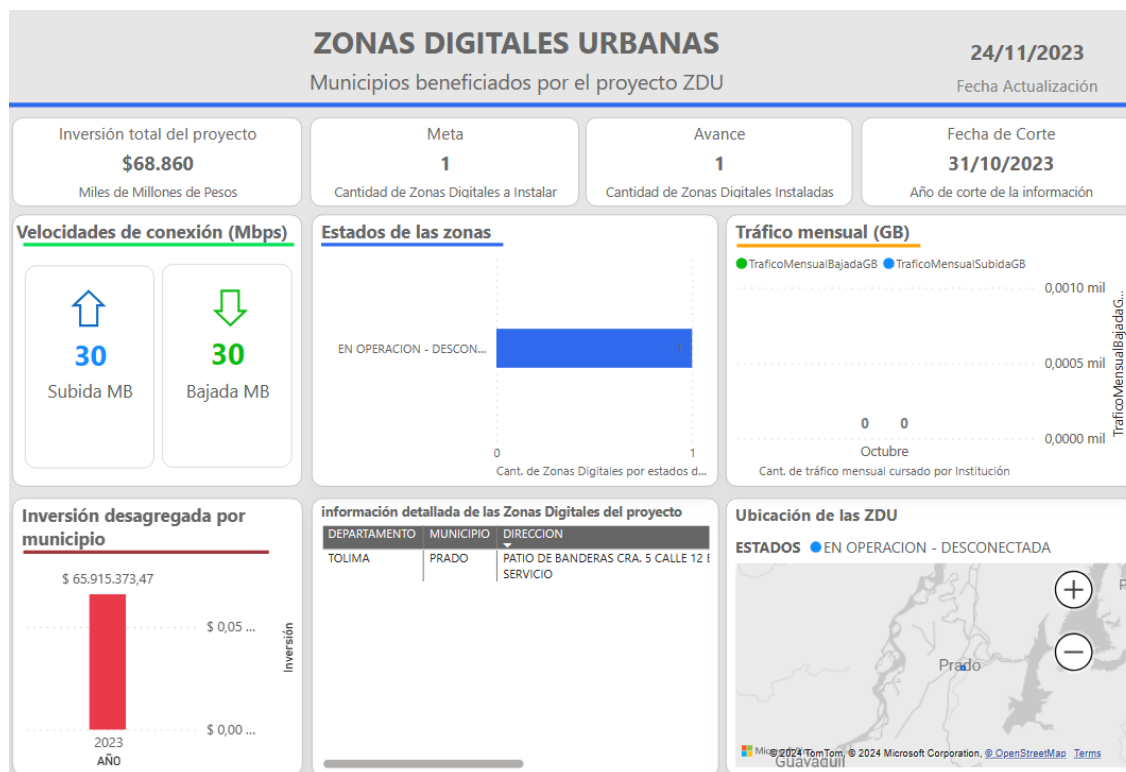 ZONAS DIGITALES URBANAS
Municipios beneficiados por el proyecto ZDU
24/11/2023
Fecha Actualización
Inversión total del proyecto
$68.860
Miles de Millones de Pesos
Meta
1
Cantidad de Zonas Digitales a Instalar
Avance
1
Cantidad de Zonas Digitales Instaladas
Fecha de Corte
31/10/2023
Año de corte de la información
Velocidades de conexión (Mbps)
30
Subida MB
30
Bajada MB
Estados de las zonas
EN OPERACION - DESCON...
1
0
1
Cant. de Zonas Digitales por estados d...
Tráfico mensual (GB)
TraficoMensualBajadaGB TraficoMensualSubidaGB
0,0010 mil
0,0005 mil
0,0000 mil
0 0
Octubre
TraficoMensualBajadaG...
Cant. de tráfico mensual cursado por Institución
Inversión desagregada por
municipio
$ 65.915.373,47
$ 0,05 ...
$ 0,00 ...
Inversión
2023
AÑO
información detallada de las Zonas Digitales del proyecto
DEPARTAMENTO MUNICIPIO DIRECCION
TOLIMA PRADO PATIO DE BANDERAS CRA. 5 CALLE 12 E
SERVICIO
Ubicación de las ZDU
ESTADOS EN OPERACION - DESCONECTADA
P
Prado
© 2024 TomTom, © 2024 Microsoft Corporation, © OpenStreetMap Terms
Guayaquil